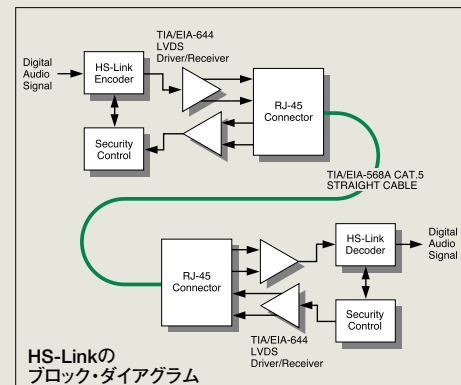 TIA/EIA-644
LVDS
Driver/Receiver
Digital
Audio
Signal
HS-Link
Encoder
RJ-45
Connector
Security
Control
TIA/EIA-568A CAT.5
STRAIGHT CABLE
RJ-45
Connector
HS-Link
Decoder
Digital
Audio
Signal
Security
Control
TIA/EIA-644
LVDS
Driver/Receiver
HS-Linkの
ブロック・ダイアグラム